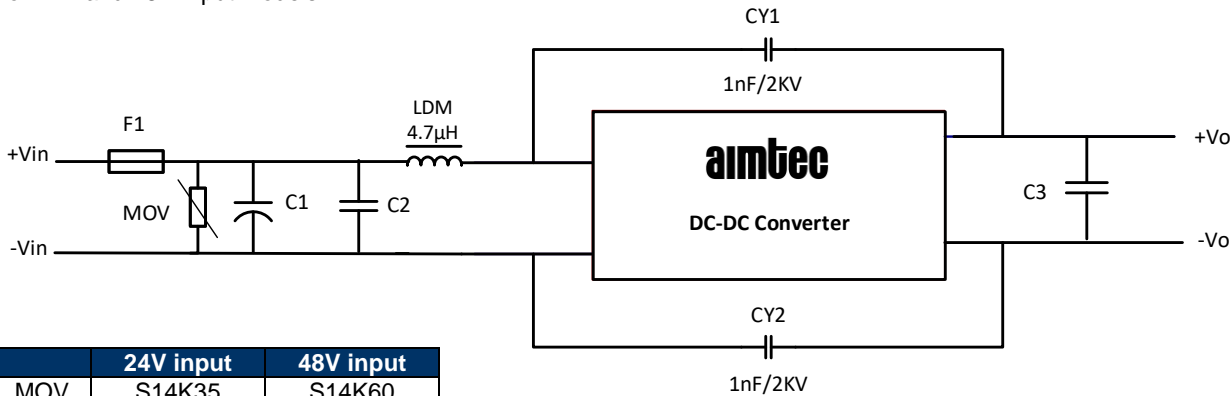 CY1
1nF/2KV
LDM
4.7µH
F1
+Vin
MOV
C1
C2
-Vin
aimtec
DC-DC Converter
C3
+Vo
-Vo
CY2
1nF/2KV
24V input 48V input
MOV S14K35 S14K60